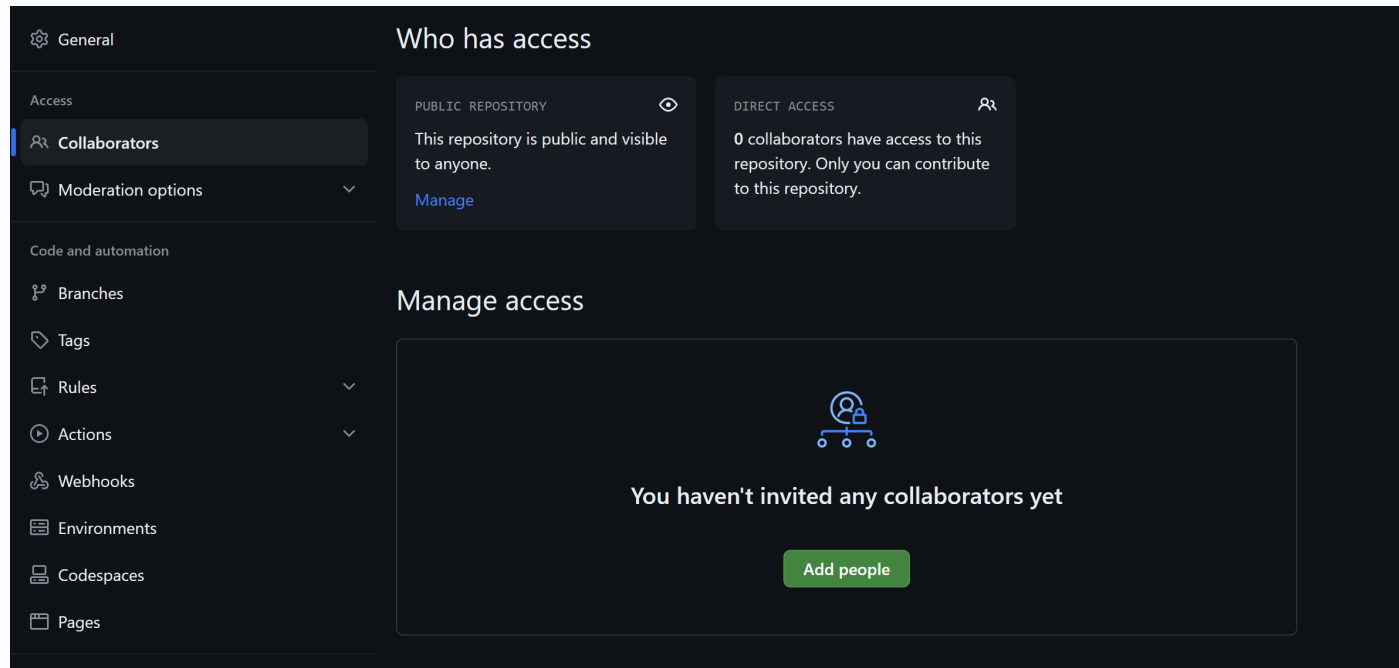 General
Access
Collaborators
Moderation options
Code and automation
Branches
Tags
Rules
Actions
Webhooks
Environments
Codespaces
Pages
Who has access
PUBLIC REPOSITORY
This repository is public and visible
to anyone.
Manage
DIRECT ACCESS
0 collaborators have access to this
repository. Only you can contribute
to this repository.
Manage access
You haven't invited any collaborators yet
Add people